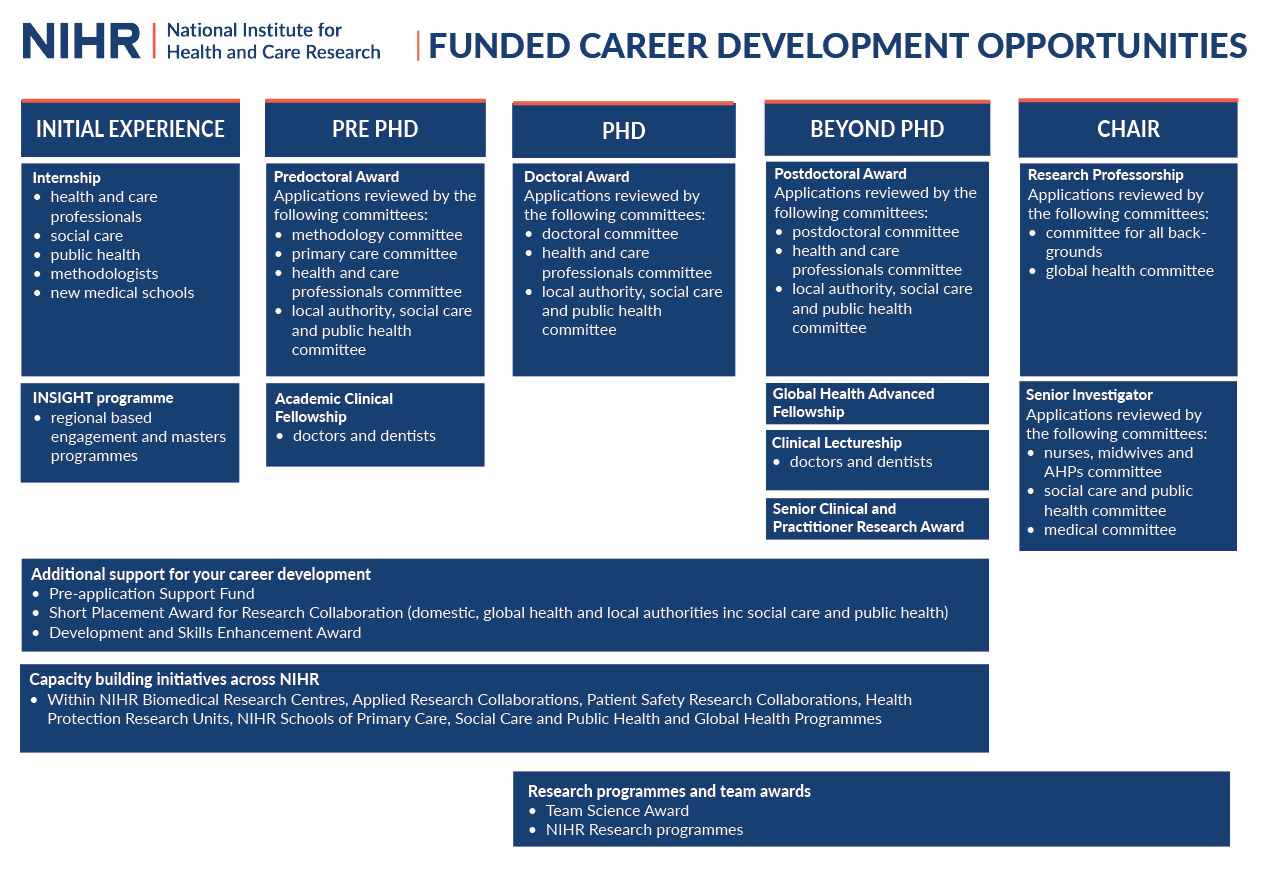 NIHR | National Institute for
Health and Care Research
| FUNDED CAREER DEVELOPMENT OPPORTUNITIES
INITIAL EXPERIENCE
Internship
• health and care
professionals
• social care
• public health
• methodologists
• new medical schools
INSIGHT programme
• regional based
engagement and masters
programmes
PRE PHD
Predoctoral Award
Applications reviewed by the
following committees:
• methodology committee
• primary care committee
• health and care
professionals committee
• local authority, social care
and public health
committee
Academic Clinical
Fellowship
• doctors and dentists
PHD
Doctoral Award
Applications reviewed by
the following committees:
• doctoral committee
• health and care
professionals committee
• local authority, social care
and public health
committee
BEYOND PHD
Postdoctoral Award
Applications reviewed by the
following committees:
• postdoctoral committee
• health and care
professionals committee
• local authority, social care
and public health
committee
Global Health Advanced
Fellowship
Clinical Lectureship
• doctors and dentists
Senior Clinical and
Practitioner Research Award
CHAIR
Research Professorship
Applications reviewed by
the following committees:
• committee for all back-
grounds
• global health committee
Senior Investigator
Applications reviewed by
the following committees:
• nurses, midwives and
AHPs committee
• social care and public
health committee
• medical committee
Additional support for your career development
• Pre-application Support Fund
• Short Placement Award for Research Collaboration (domestic, global health and local authorities inc social care and public health)
• Development and Skills Enhancement Award
Capacity building initiatives across NIHR
• Within NIHR Biomedical Research Centres, Applied Research Collaborations, Patient Safety Research Collaborations, Health
Protection Research Units, NIHR Schools of Primary Care, Social Care and Public Health and Global Health Programmes
Research programmes and team awards
• Team Science Award
• NIHR Research programmes